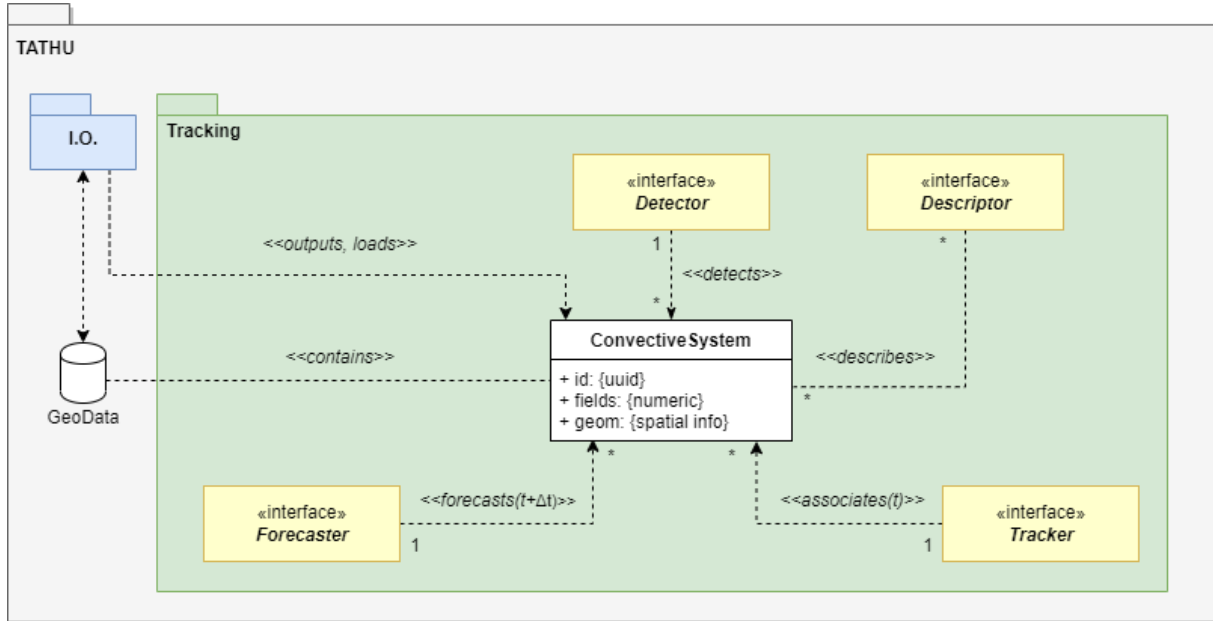 TATHU
I.O.
Tracking
«interface»
Detector
«interface»
Descriptor
1
*
<<outputs, loads>>
<<detects>>
*
ConvectiveSystem
<<contains>>
<<describes>>
+ id: {uuid}
+ fields: {numeric}
+ geom: {spatial info}
*
GeoData
*
*
<<forecasts(t+Δt)>>
<<associates(t)>>
«interface»
Forecaster
1
1
«interface»
Tracker